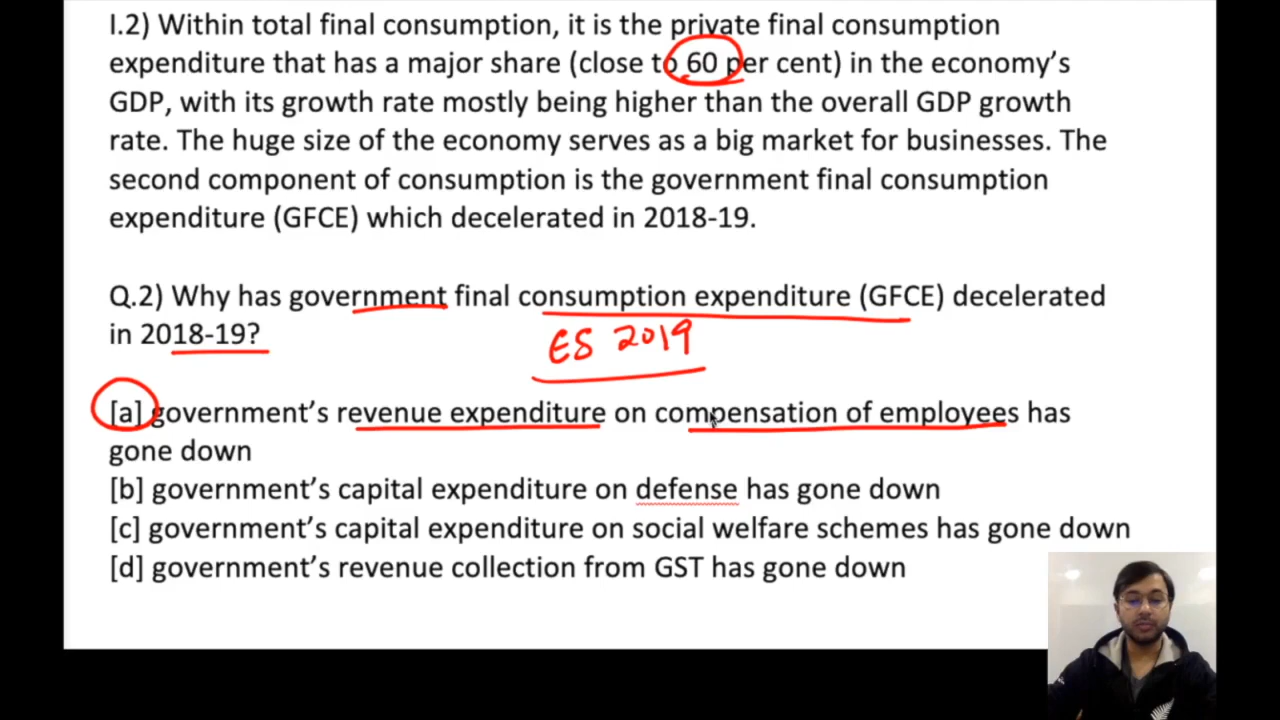 I.2) Within total final consumption, it is the private final consumption
expenditure that has a major share (close to 60 per cent) in the economy's
GDP, with its growth rate mostly being higher than the overall GDP growth
rate. The huge size of the economy serves as a big market for businesses. The
second component of consumption is the government final consumption
expenditure (GFCE) which decelerated in 2018-19.
Q.2) Why has government final consumption expenditure (GFCE) decelerated
in 2018-19?
ES 2019
[a] government's revenue expenditure on compensation of employees has
gone down
[b] government's capital expenditure on defense has gone down
[c] government's capital expenditure on social welfare schemes has gone down
[d] government's revenue collection from GST has gone down